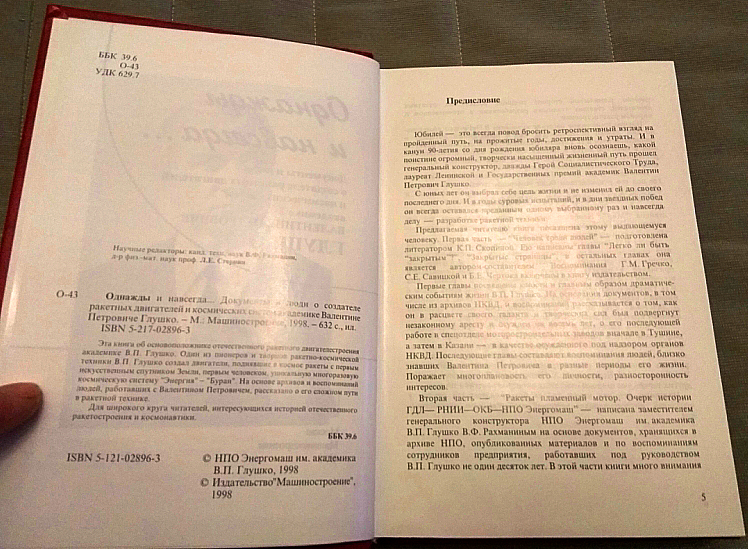 ББК 39.6
О-43
УДК 629.7
Научные редакторы: канд. техн. наук В.Ф. Рахманин,
д-р физ–мат. наук проф. Л.Е. Стернин
О-43 Однажды и навсегда... Документы и люди о создателе
ракетных двигателей и космических систем академике Валентине
Петровиче Глушко. – М.: Машиностроение, 1998. – 632 с., ил.
ISBN 5-217-02896-3
Эта книга об основоположнике отечественного ракетного двигателестроения
академике В.П. Глушко. Один из пионеров и творцов ракетно-космической
техники В.П. Глушко создал двигатели, поднявшие в космос ракеты с первым
искусственным спутником Земли, первым человеком, уникальную многоразовую
космическую систему "Энергия" - "Буран". На основе архивов и воспоминаний
людей, работавших с Валентином Петровичем, рассказано о его сложном пути
в ракетной технике.
Для широкого круга читателей, интересующихся историей отечественного
ракетостроения и космонавтики.
ББК 39.6
ISBN 5-121-02896-3
© НПО Энергомаш им. академика
В.П. Глушко, 1998
© Издательство"Машиностроение",
1998
Предисловие
Юбилей — это всегда повод бросить ретроспективный взгляд на
пройденный путь, на прожитые годы, достижения и утраты. И в
канун 90-летия со дня рождения юбиляра вновь осознаешь, какой
поистине огромный, творчески насыщенный жизненный путь прошел
генеральный конструктор, дважды Герой Социалистического Труда,
лауреат Ленинской и Государственных премий академик Валентин
Петрович Глушко.
С юных лет он выбрал себе цель жизни и не изменил ей до своего
последнего дня. И в годы суровых испытаний, и в дни звездных побед
он всегда оставался преданным одному выбранному раз и навсегда
делу — разработке ракетной техники.
Предлагаемая читателю книга посвящена этому выдающемуся
человеку. Первая часть — "Человек среди людей" — подготовлена
литератором К.П. Скопиной. Ею написаны главы "Легко ли быть
"закрытым"", "Закрытые страницы", в остальных главах она
является автором-составителем. Воспоминания Г.М. Гречко,
С.Е. Савицкой и Б.Е. Чертока включены в книгу издательством.
Первые главы посвящены юности и главным образом драматиче-
ским событиям жизни В.П. Глушко. На основании документов, в том
числе из архивов НКВД, и воспоминаний рассказывается о том, как
он в расцвете своего таланта и творческих сил был подвергнут
незаконному аресту и осужден на восемь лет, о его последующей
работе в спецотделе моторостроительных заводов вначале в Тушине,
а затем в Казани — в качестве осужденного под надзором органов
НКВД. Последующие главы составляют воспоминания людей, близко
знавших Валентина Петровича в разные периоды его жизни.
Поражает многоплановость его личности, разносторонность
интересов.
Вторая часть — "Ракеты пламенный мотор. Очерк истории
ГДЛ— РНИИ—ОКБ—НПО Энергомаш" — написана заместителем
генерального конструктора НПО Энергомаш им.академика
В.П. Глушко В.Ф. Рахманиным на основе документов, хранящихся в
архиве НПО, опубликованных материалов и по воспоминаниям
сотрудников предприятия, работавших под руководством
В.П. Глушко не один десяток лет. В этой части книги много внимания
5